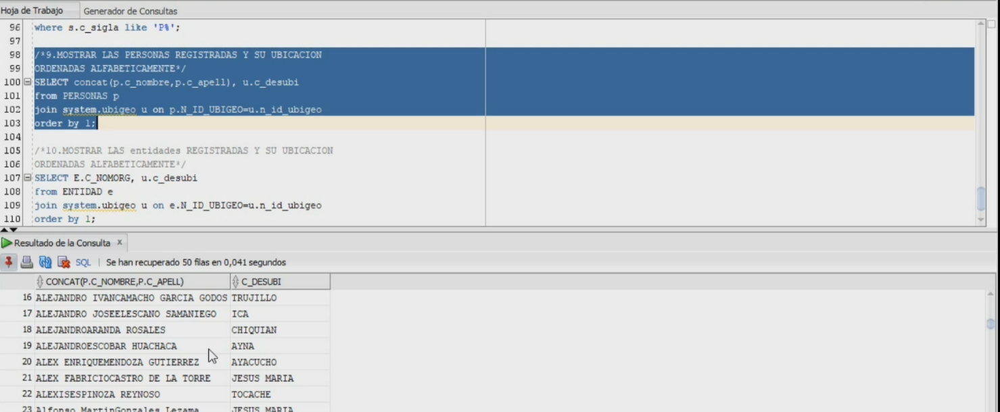 Hoja de Trabajo Generador de Consultas
96 where s.c_sigla like 'P%';
97
98 /*9.MOSTRAR LAS PERSONAS REGISTRADAS Y SU UBICACION
99 ORDENADAS ALFABETICAMENTE*/
100 SELECT concat(p.c_nombre,p.c_apell), u.c_desubi
101 from PERSONAS p
102 join system.ubigeo u on p.N_ID_UBIGEO=u.n_id_ubigeo
103 order by 1;
104
105 /*10.MOSTRAR LAS entidades REGISTRADAS Y SU UBICACION
106 ORDENADAS ALFABETICAMENTE*/
107 SELECT E.C_NOMORG, u.c_desubi
108 from ENTIDAD e
109 join system.ubigeo u on e.N_ID_UBIGEO=u.n_id_ubigeo
110 order by 1;
Resultado de la Consulta x
SQL | Se han recuperado 50 filas en 0,041 segundos
CONCAT(P.C_NOMBRE,P.C_APELL) C_DESUBI
16 ALEJANDRO IVANCAMACHO GARCIA GODOS TRUJILLO
17 ALEJANDRO JOSEELESCANO SAMANIEGO ICA
18 ALEJANDROARANDA ROSALES CHIQUIAN
19 ALEJANDROESCOBAR HUACHACA AYNA
20 ALEX ENRIQUEMENDOZA GUTIERREZ AYACUCHO
21 ALEX FABRICIOCASTRO DE LA TORRE JESUS MARIA
22 ALEXISESPINOZA REYNOSO TOCACHE
23 Alfonso MartinGonzales Lezama JESUS MARIA